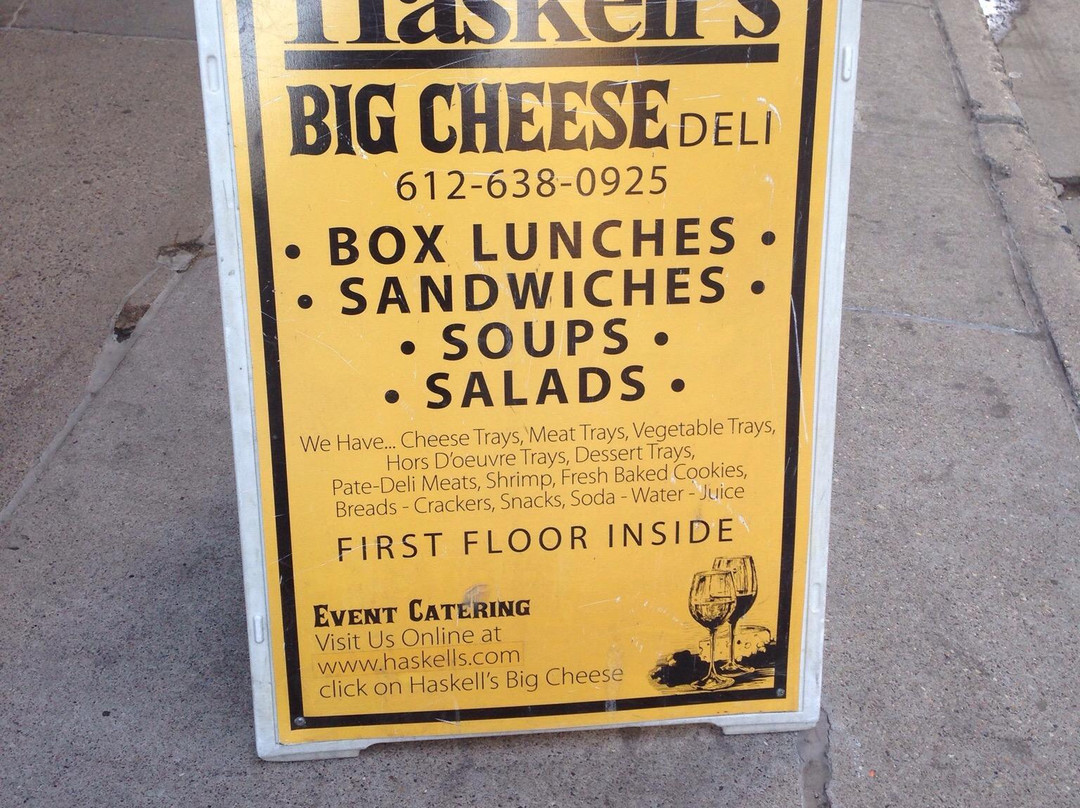 Haskell's
BIG CHEESE DELI
612-638-0925
• BOX LUNCHES •
• SANDWICHES •
• SOUPS •
• SALADS •
We Have... Cheese Trays, Meat Trays, Vegetable Trays,
Hors D'oeuvre Trays, Dessert Trays,
Pate-Deli Meats, Shrimp, Fresh Baked Cookies,
Breads - Crackers, Snacks, Soda - Water - Juice
FIRST FLOOR INSIDE
EVENT CATERING
Visit Us Online at
www.haskells.com
click on Haskell's Big Cheese